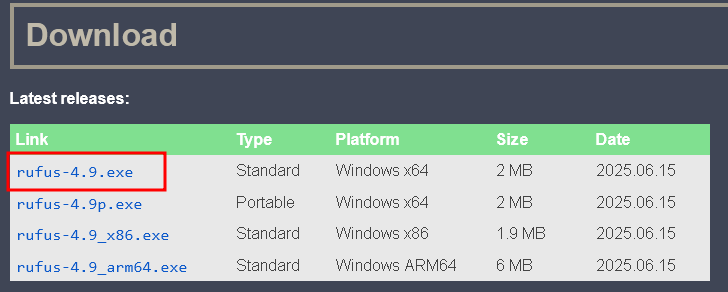 Download
Latest releases:
Link Type Platform Size Date
rufus-4.9.exe Standard Windows x64 2 MB 2025.06.15
rufus-4.9p.exe Portable Windows x64 2 MB 2025.06.15
rufus-4.9_x86.exe Standard Windows x86 1.9 MB 2025.06.15
rufus-4.9_arm64.exe Standard Windows ARM64 6 MB 2025.06.15